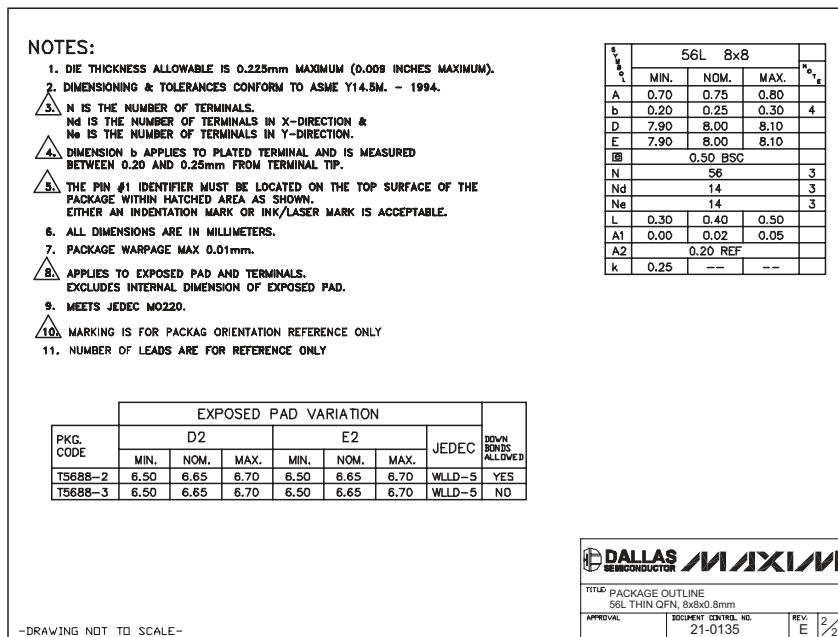 NOTES:
1. DIE THICKNESS ALLOWABLE IS 0.225mm MAXIMUM (0.009 INCHES MAXIMUM).
2. DIMENSIONING & TOLERANCES CONFORM TO ASME Y14.5M. – 1994.
3. N IS THE NUMBER OF TERMINALS.
Nd IS THE NUMBER OF TERMINALS IN X-DIRECTION &
Ne IS THE NUMBER OF TERMINALS IN Y-DIRECTION.
4. DIMENSION b APPLIES TO PLATED TERMINAL AND IS MEASURED
BETWEEN 0.20 AND 0.25mm FROM TERMINAL TIP.
5. THE PIN #1 IDENTIFIER MUST BE LOCATED ON THE TOP SURFACE OF THE
PACKAGE WITHIN HATCHED AREA AS SHOWN.
EITHER AN INDENTATION MARK OR INK/LASER MARK IS ACCEPTABLE.
6. ALL DIMENSIONS ARE IN MILLIMETERS.
7. PACKAGE WARPAGE MAX 0.01mm.
8. APPLIES TO EXPOSED PAD AND TERMINALS.
EXCLUDES INTERNAL DIMENSION OF EXPOSED PAD.
9. MEETS JEDEC MO220.
10. MARKING IS FOR PACKAG ORIENTATION REFERENCE ONLY
11. NUMBER OF LEADS ARE FOR REFERENCE ONLY
SYMBOL 56L 8x8 NOTE
MIN. NOM. MAX.
A 0.70 0.75 0.80
b 0.20 0.25 0.30 4
D 7.90 8.00 8.10
E 7.90 8.00 8.10
e 0.50 BSC
N 56 3
Nd 14 3
Ne 14 3
L 0.30 0.40 0.50
A1 0.00 0.02 0.05
A2 0.20 REF
k 0.25 -- --
EXPOSED PAD VARIATION
PKG. CODE D2 E2 JEDEC DOWN BONDS ALLOWED
MIN. NOM. MAX. MIN. NOM. MAX.
T5688-2 6.50 6.65 6.70 6.50 6.65 6.70 WLLD-5 YES
T5688-3 6.50 6.65 6.70 6.50 6.65 6.70 WLLD-5 NO
DALLAS SEMICONDUCTOR MAXIM
TITLE: PACKAGE OUTLINE
56L THIN QFN, 8x8x0.8mm
APPROVAL DOCUMENT CONTROL NO. REV. 2/2
21-0135 E
-DRAWING NOT TO SCALE-